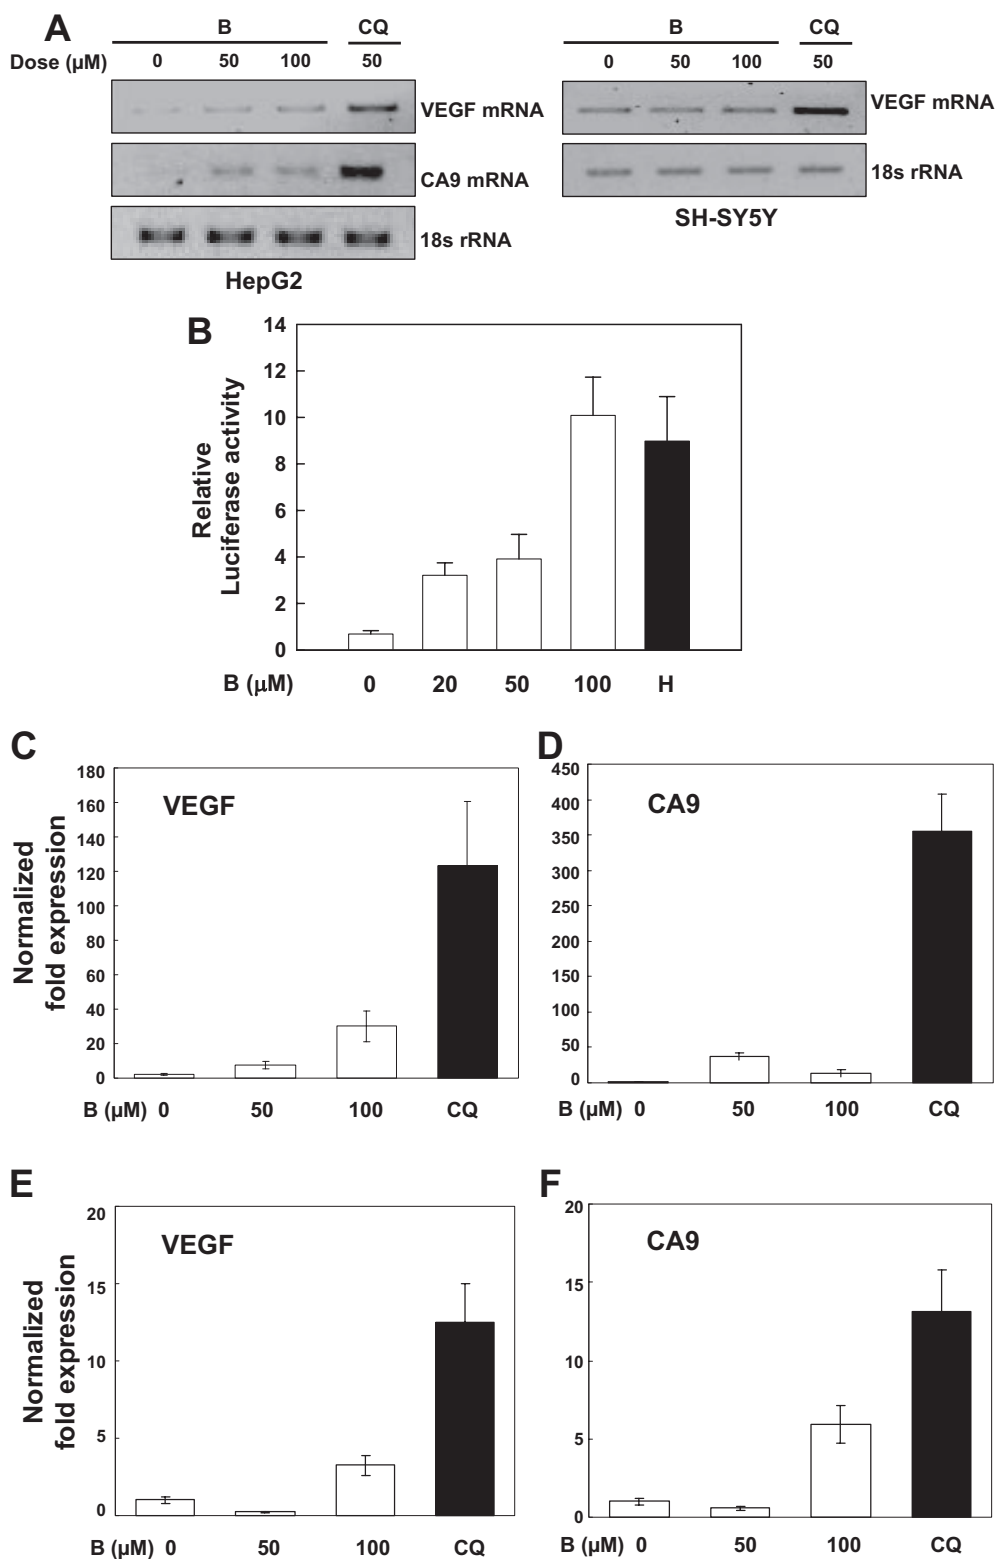 A
B CQ
Dose (µM) 0 50 100 50
VEGF mRNA
CA9 mRNA
18s rRNA
HepG2
B CQ
0 50 100 50
VEGF mRNA
18s rRNA
SH-SY5Y
B
Relative
Luciferase activity
14
12
10
8
6
4
2
0
B (µM) 0 20 50 100 H
C
Normalized
fold expression
VEGF
180
160
140
120
100
80
60
40
20
0
B (µM) 0 50 100 CQ
D
CA9
450
400
350
300
250
200
150
100
50
0
B (µM) 0 50 100 CQ
E
Normalized
fold expression
VEGF
20
15
10
5
0
B (µM) 0 50 100 CQ
F
CA9
20
15
10
5
0
B (µM) 0 50 100 CQ